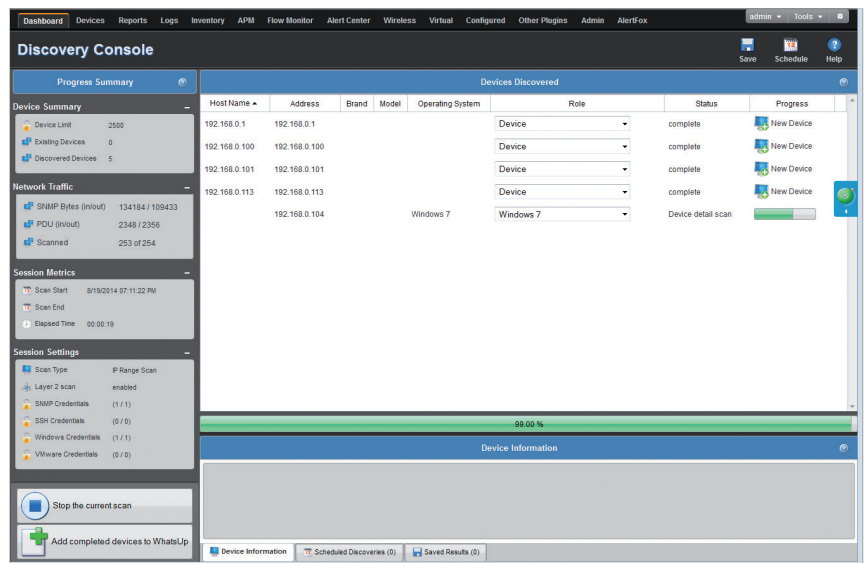 Dashboard Devices Reports Logs Inventory APM Flow Monitor Alert Center Wireless Virtual Configured Other Plugins Admin AlertFox admin Tools
Discovery Console
Save Schedule Help
Progress Summary
Device Summary
Device Limit 2500
Existing Devices 0
Discovered Devices 5
Network Traffic
SNMP Bytes (in/out) 134184 / 109433
PDU (in/out) 2348 / 2356
Scanned 253 of 254
Session Metrics
Scan Start 8/19/2014 07:11:22 PM
Scan End
Elapsed Time 00:00:19
Session Settings
Scan Type IP Range Scan
Layer 2 scan enabled
SNMP Credentials (1 / 1)
SSH Credentials (0 / 0)
Windows Credentials (1 / 1)
VMware Credentials (0 / 0)
Stop the current scan
Add completed devices to WhatsUp
Devices Discovered
Host Name Address Brand Model Operating System Role Status Progress
192.168.0.1 192.168.0.1 Device complete New Device
192.168.0.100 192.168.0.100 Device complete New Device
192.168.0.101 192.168.0.101 Device complete New Device
192.168.0.113 192.168.0.113 Device complete New Device
192.168.0.104 Windows 7 Windows 7 Device detail scan
99.00 %
Device Information
Device Information Scheduled Discoveries (0) Saved Results (0)